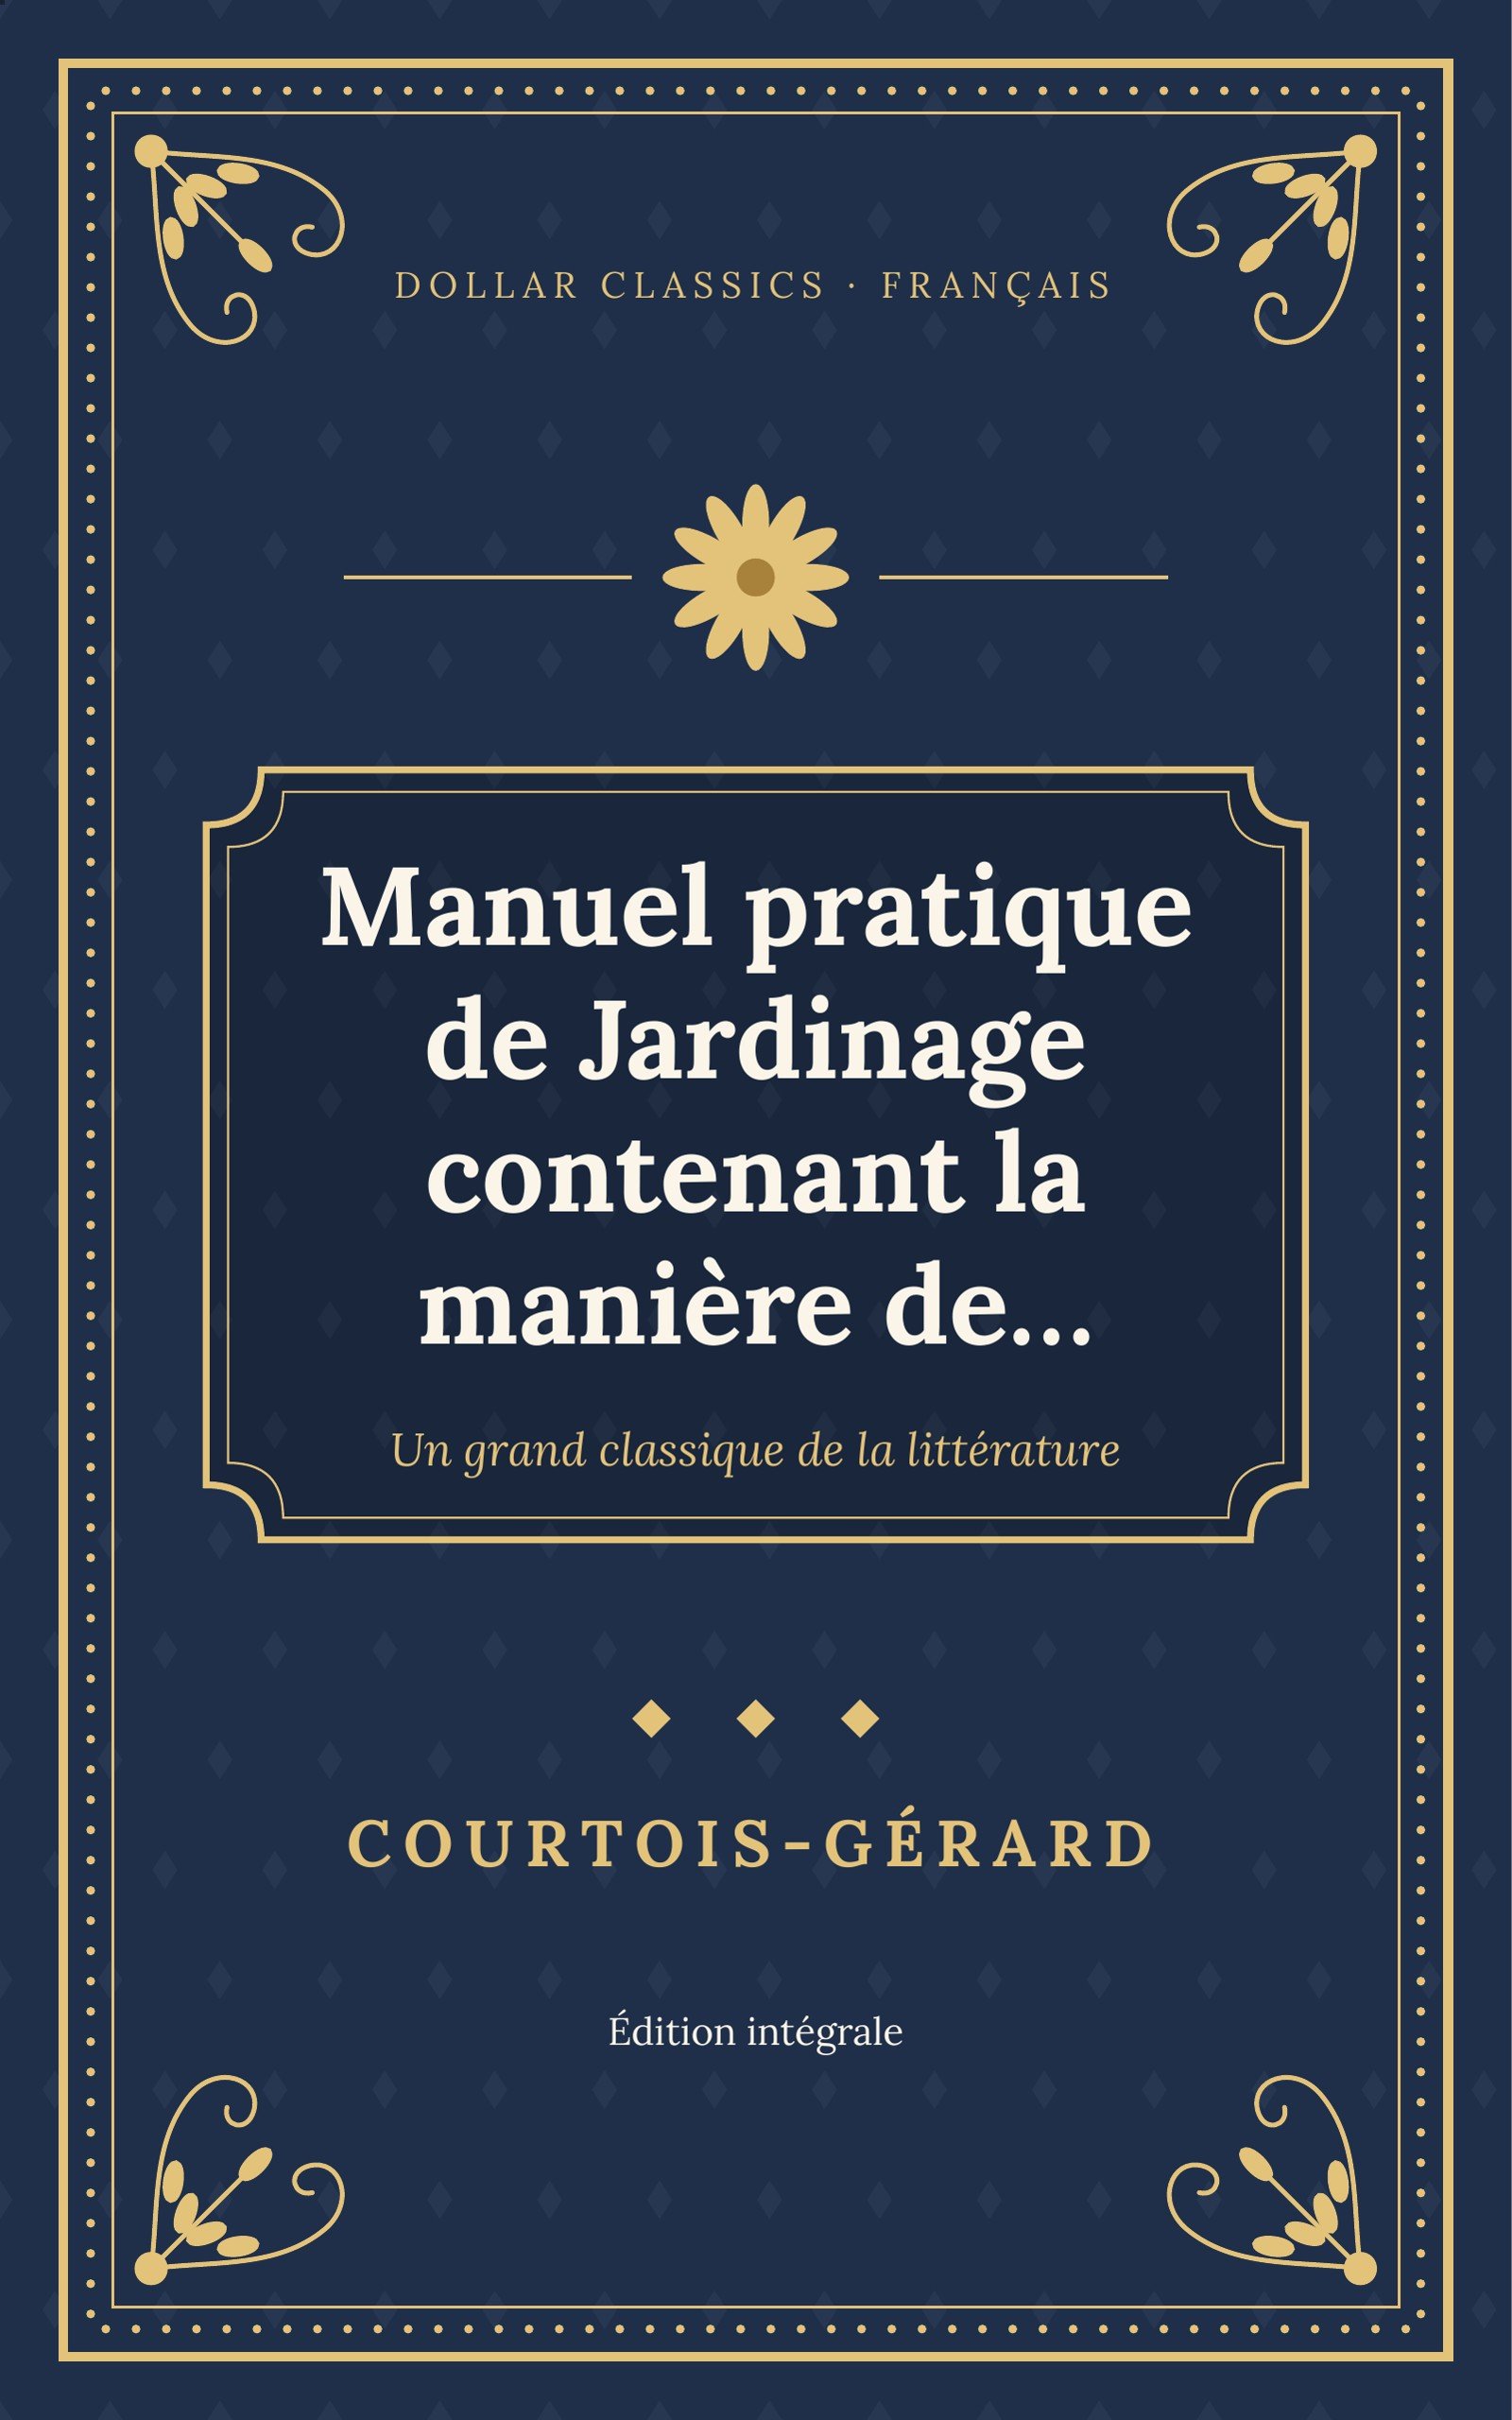 DOLLAR CLASSICS · FRANÇAIS
Manuel pratique
de Jardinage
contenant la
manière de...
Un grand classique de la littérature
COURTOIS-GÉRARD
Édition intégrale